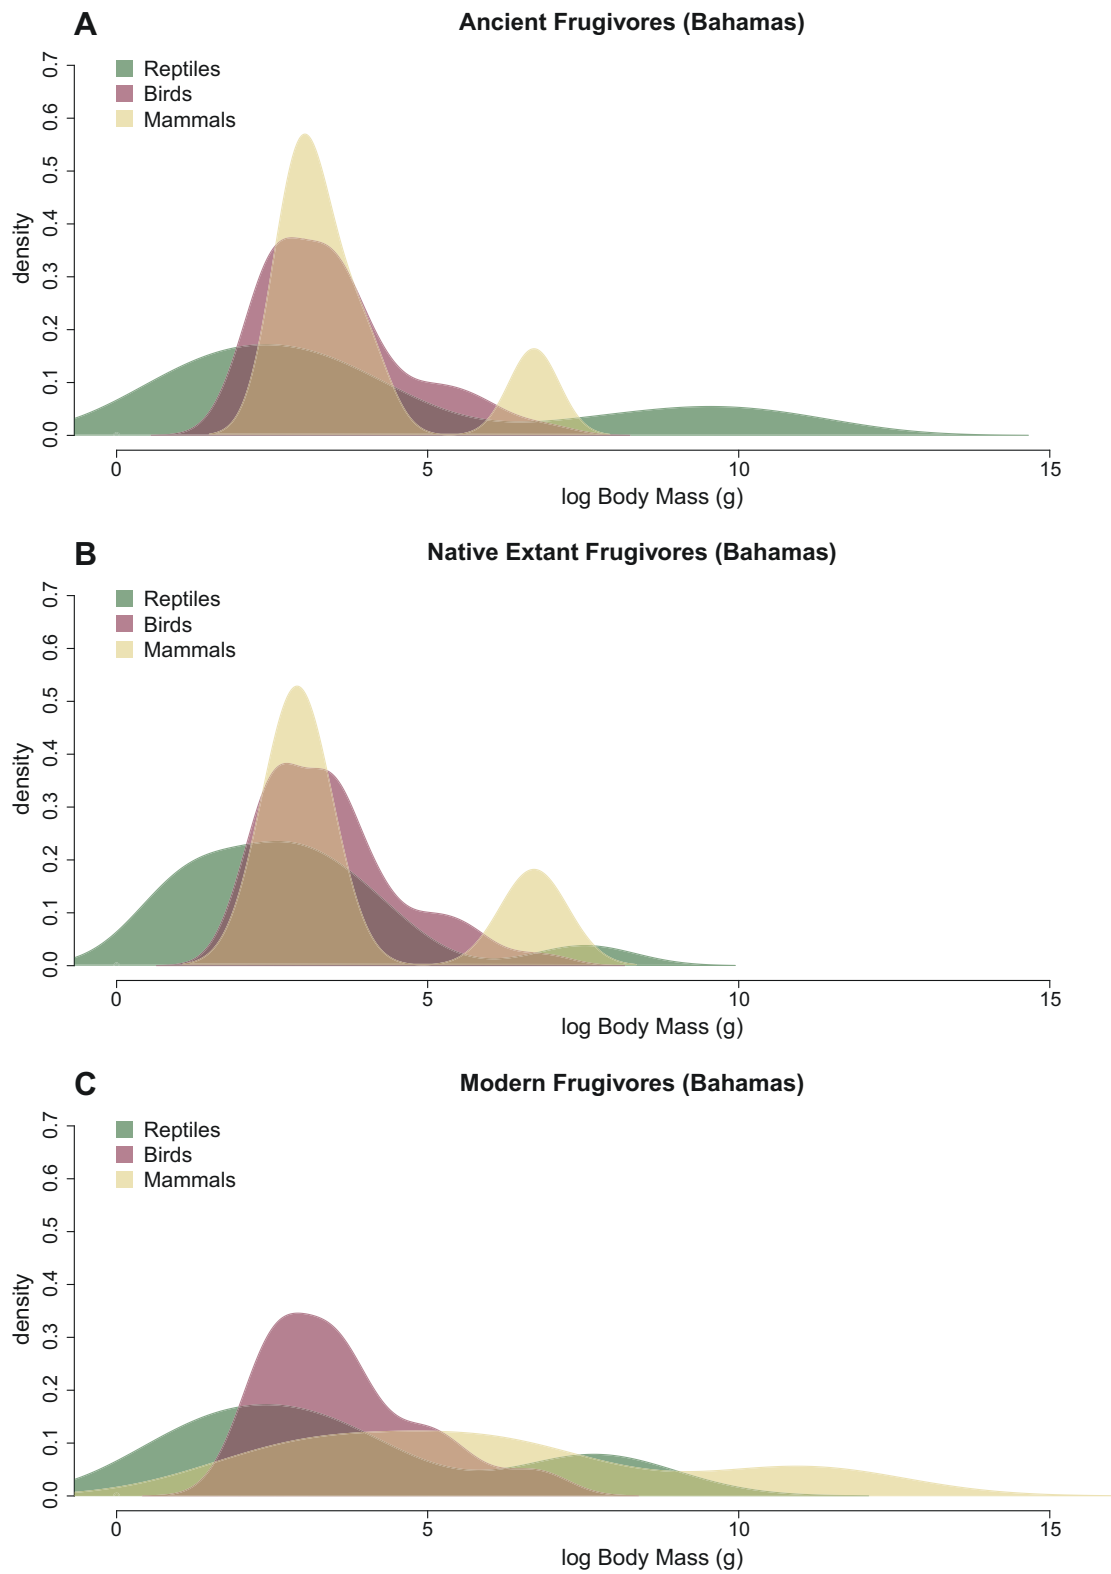 A
Ancient Frugivores (Bahamas)
Reptiles
Birds
Mammals
0.7
0.6
0.5
0.4
0.3
0.2
0.1
0.0
density
0 5 10 15
log Body Mass (g)
B
Native Extant Frugivores (Bahamas)
Reptiles
Birds
Mammals
0.7
0.6
0.5
0.4
0.3
0.2
0.1
0.0
density
0 5 10 15
log Body Mass (g)
C
Modern Frugivores (Bahamas)
Reptiles
Birds
Mammals
0.7
0.6
0.5
0.4
0.3
0.2
0.1
0.0
density
0 5 10 15
log Body Mass (g)